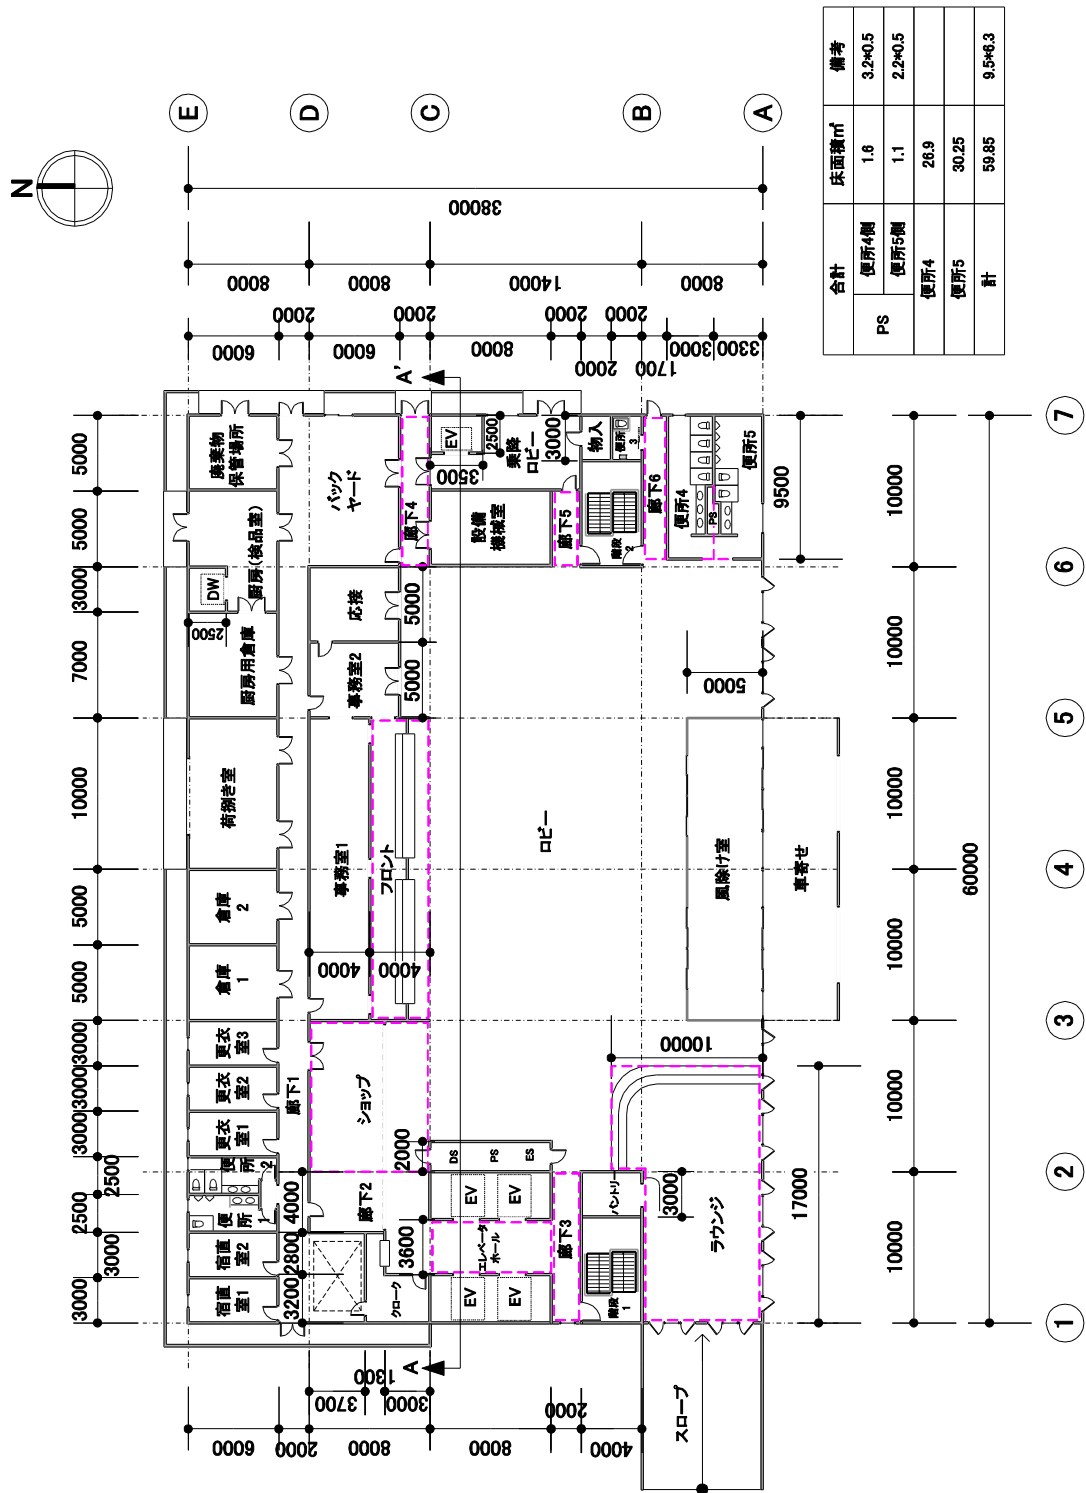 N
E
D
C
B
A
38000
8000
8000
14000
8000
6000
2000
6000
2000
8000
2000
2000
1700
3000
3300
合計
床面積㎡
備考
PS
便所4側
1.6
3.2*0.5
便所5側
1.1
2.2*0.5
便所4
26.9
便所5
30.25
計
59.85
9.5*6.3
A'
5000
5000
3000
7000
10000
5000
5000
3000
3000
3000
2500
2500
3000
3000
廃棄物
保管場所
厨房(検品室)
DW
2500
厨房用倉庫
荷捌き室
倉庫
2
倉庫
1
更衣
室3
更衣
室2
更衣
室1
便所
2
便所
1
宿直
室2
宿直
室1
バック
ヤード
応接
事務室2
事務室1
フロント
4000
4000
ショップ
廊下1
廊下2
4000
2800
3200
クローク
廊下4
5000
5000
2000
3600
EV
3500
2500
3000
乗降
ロビー
設備
機械室
廊下5
物入
便所
3
階段
2
廊下6
便所4
PS
便所5
9500
ロビー
5000
風除け室
車寄せ
10000
DS
PS
ES
EV
EV
エレベータ
ホール
EV
EV
廊下3
パントリー
3000
階段
1
ラウンジ
17000
スロープ
A
1300
3700
3000
6000
2000
8000
8000
2000
4000
10000
10000
10000
10000
10000
10000
60000
7
6
5
4
3
2
1